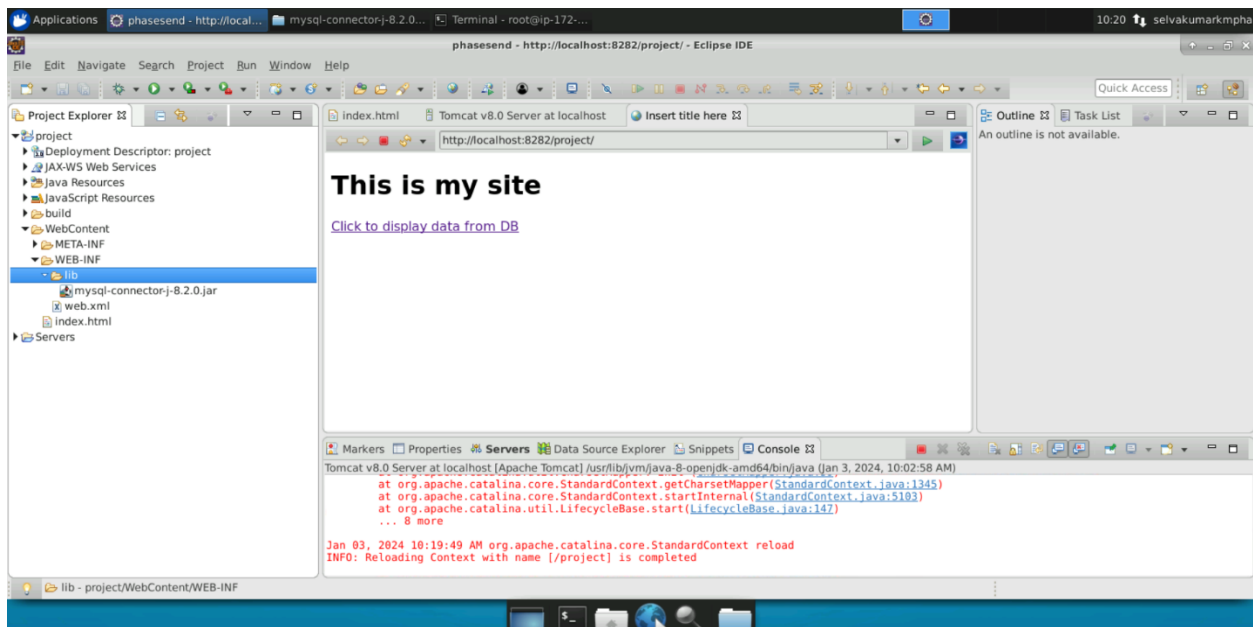 Applications phasesend - http://local... mysql-connector-j-8.2.0... Terminal - root@ip-172-... 10:20 selvakumarkmpha
phasesend - http://localhost:8282/project/ - Eclipse IDE
File Edit Navigate Search Project Run Window Help
Quick Access
Project Explorer
project
Deployment Descriptor: project
JAX-WS Web Services
Java Resources
JavaScript Resources
build
WebContent
META-INF
WEB-INF
lib
mysql-connector-j-8.2.0.jar
web.xml
index.html
Servers
index.html Tomcat v8.0 Server at localhost Insert title here
http://localhost:8282/project/
This is my site
Click to display data from DB
Outline Task List
An outline is not available.
Markers Properties Servers Data Source Explorer Snippets Console
Tomcat v8.0 Server at localhost [Apache Tomcat] /usr/lib/jvm/java-8-openjdk-amd64/bin/java (Jan 3, 2024, 10:02:58 AM)
at org.apache.catalina.core.StandardContext.getCharsetMapper(StandardContext.java:1345)
at org.apache.catalina.core.StandardContext.startInternal(StandardContext.java:5103)
at org.apache.catalina.util.LifecycleBase.start(LifecycleBase.java:147)
... 8 more
Jan 03, 2024 10:19:49 AM org.apache.catalina.core.StandardContext reload
INFO: Reloading Context with name [/project] is completed
lib - project/WebContent/WEB-INF